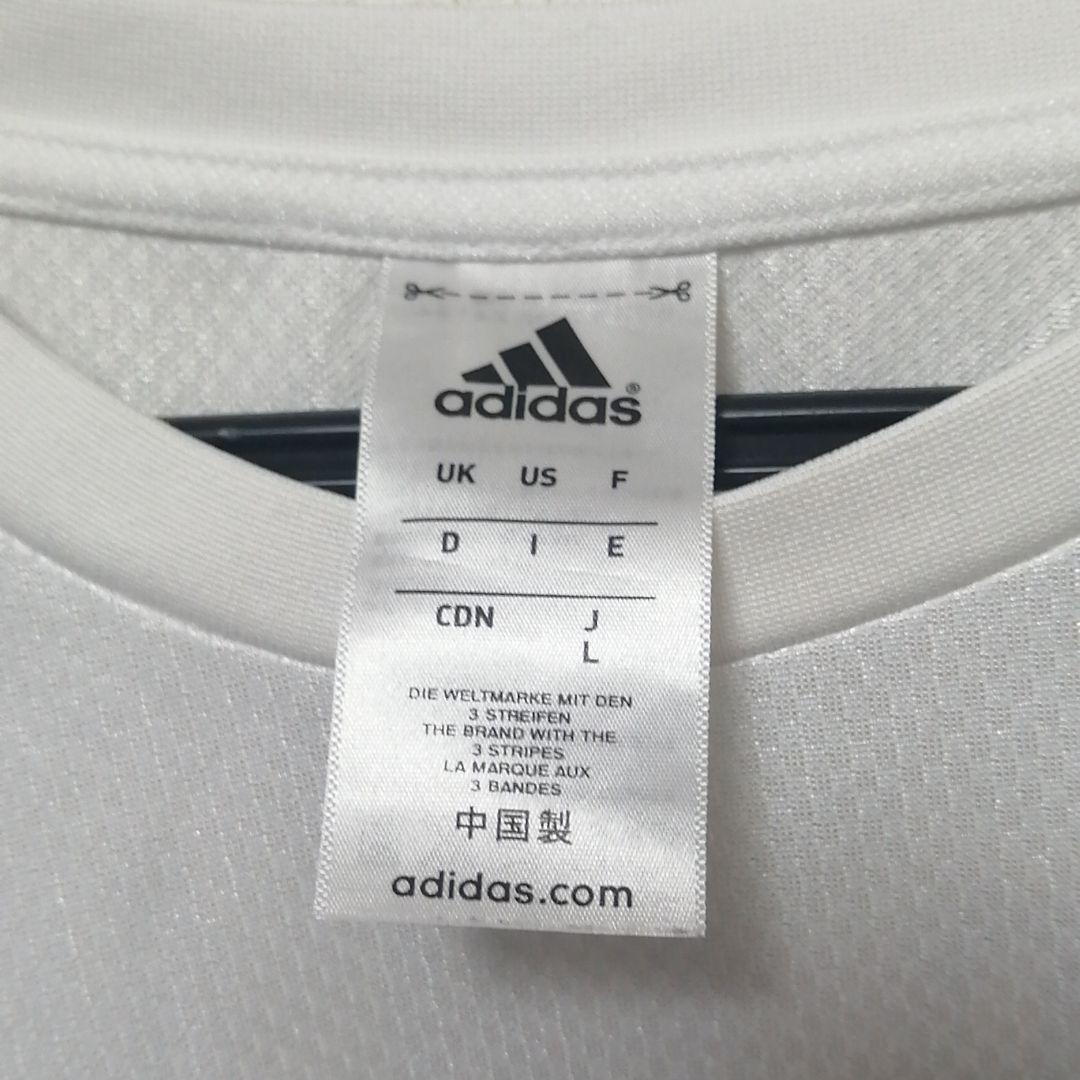 adidas®
UK US F
D I E
CDN J
L
DIE WELTMARKE MIT DEN
3 STREIFEN
THE BRAND WITH THE
3 STRIPES
LA MARQUE AUX
3 BANDES
中国製
adidas.com